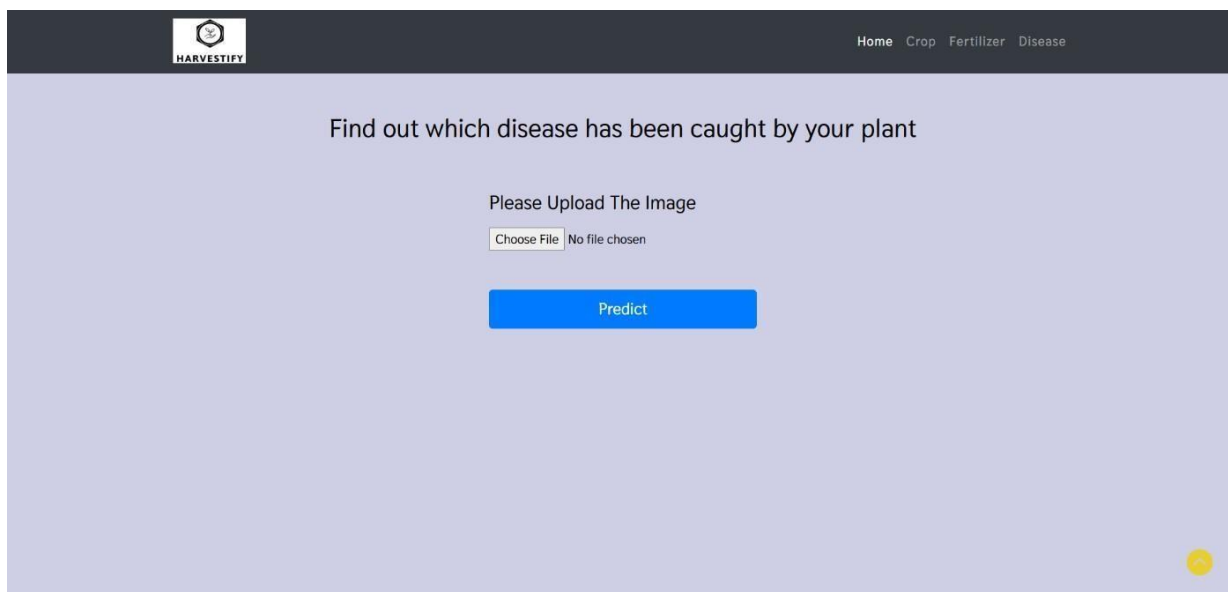 HARVESTIFY
Home Crop Fertilizer Disease
Find out which disease has been caught by your plant
Please Upload The Image
Choose File No file chosen
Predict